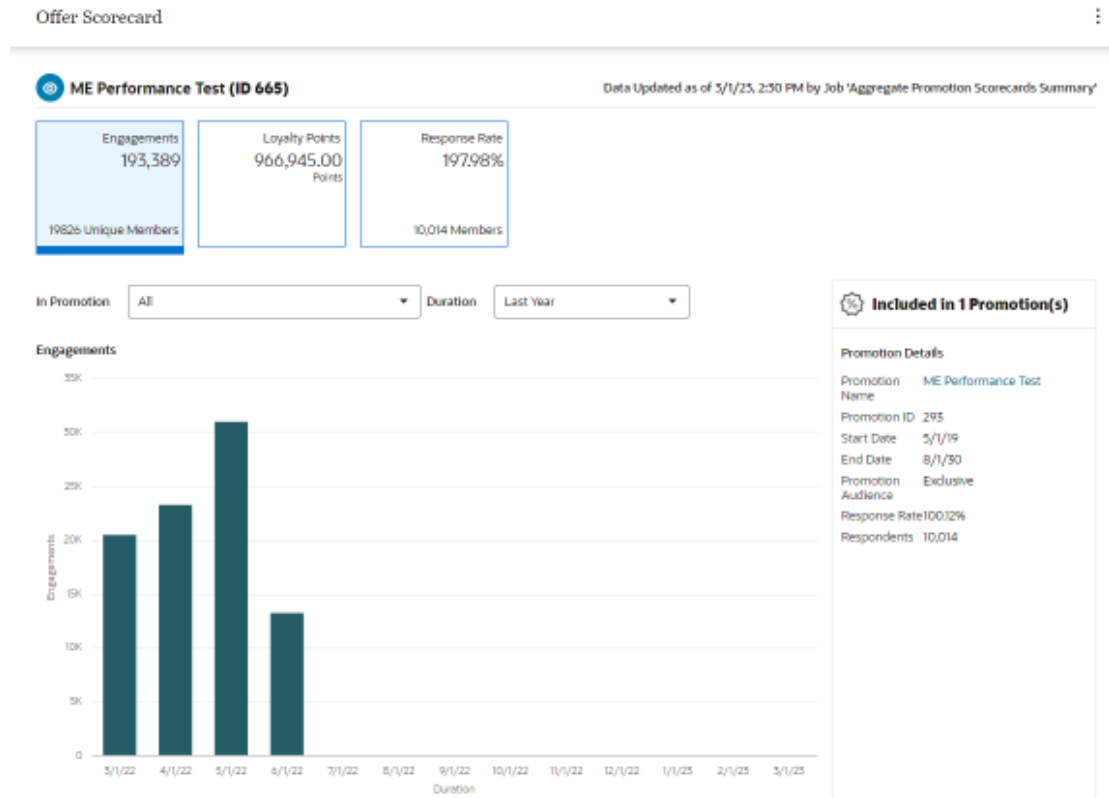 Offer Scorecard
ME Performance Test (ID 665)
Data Updated as of 3/1/23, 2:30 PM by Job 'Aggregate Promotion Scorecards Summary'
Engagements
193,389
19826 Unique Members
Loyalty Points
966,945.00
Points
Response Rate
197.98%
10,014 Members
In Promotion All Duration Last Year
Engagements
35K
30K
25K
20K
15K
10K
5K
0
Engagements
3/1/22 4/1/22 5/1/22 6/1/22 7/1/22 8/1/22 9/1/22 10/1/22 11/1/22 12/1/22 1/1/23 2/1/23 3/1/23
Duration
Included in 1 Promotion(s)
Promotion Details
Promotion Name ME Performance Test
Promotion ID 293
Start Date 5/1/19
End Date 8/1/30
Promotion Audience Exclusive
Response Rate 100.12%
Respondents 10,014